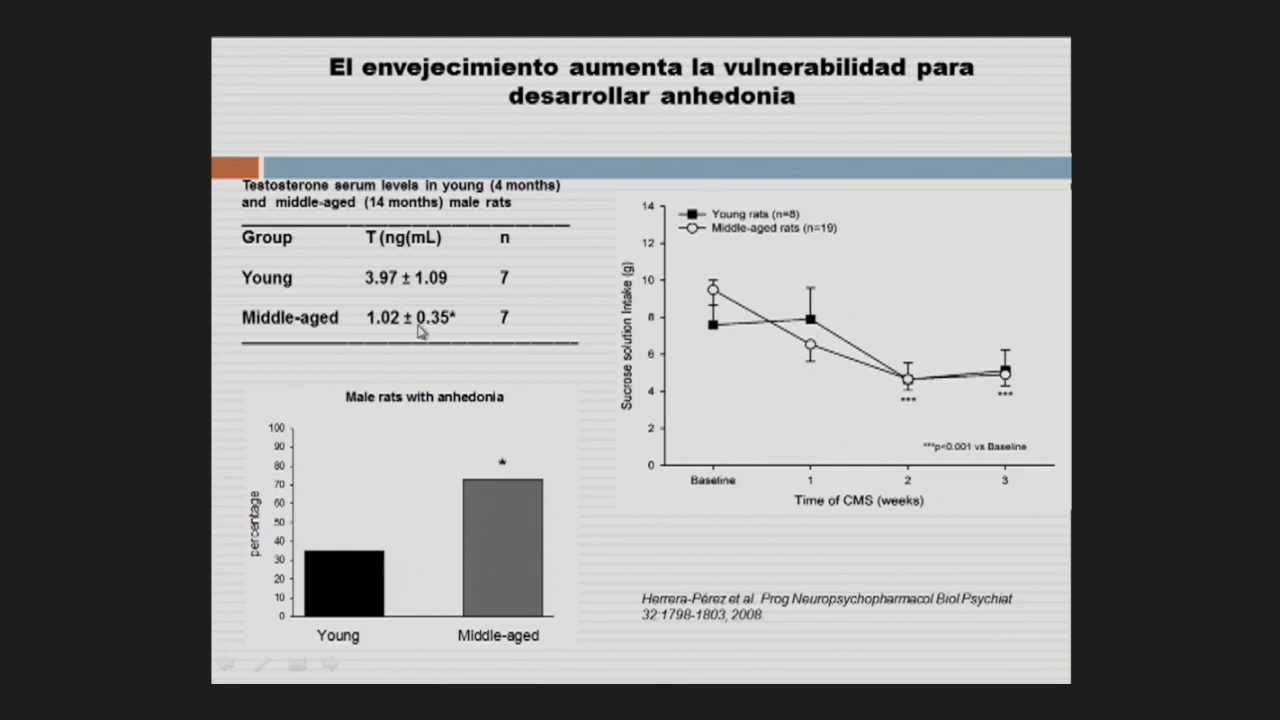 El envejecimiento aumenta la vulnerabilidad para
desarrollar anhedonia
Testosterone serum levels in young (4 months)
and middle-aged (14 months) male rats
Group T (ng(mL) n
Young 3.97 ± 1.09 7
Middle-aged 1.02 ± 0.35* 7
Male rats with anhedonia
100
90
80
70
60
50
40
30
20
10
0
percentage
*
Young Middle-aged
14
12
10
8
6
4
2
0
Sucrose solution Intake (g)
Young rats (n=8)
Middle-aged rats (n=19)
*** ***
***p<0.001 vs Baseline
Baseline 1 2 3
Time of CMS (weeks)
Herrera-Pérez et al. Prog Neuropsychopharmacol Biol Psychiat
32:1798-1803, 2008.